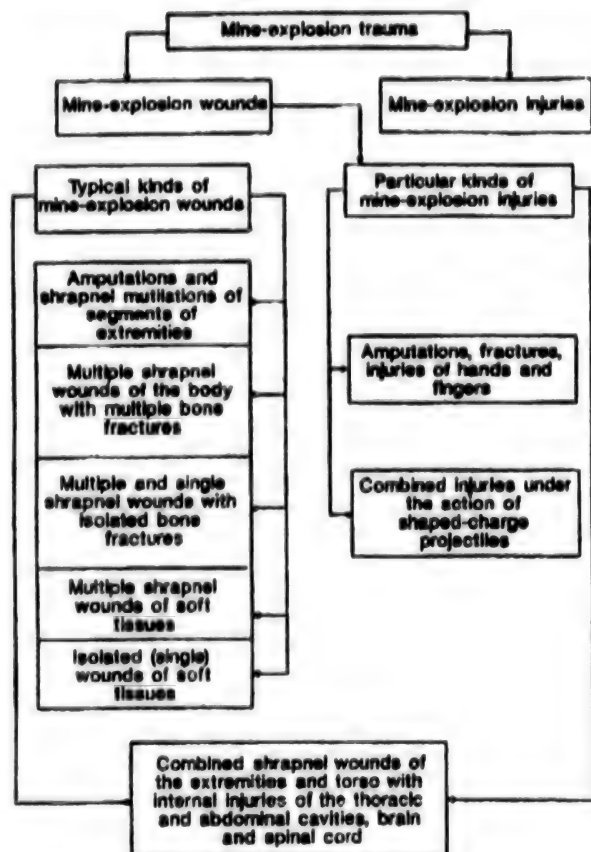 Mine-explosion trauma
Mine-explosion wounds
Mine-explosion injuries
Typical kinds of
mine-explosion wounds
Particular kinds of
mine-explosion injuries
Amputations and
shrapnel mutilations of
segments of
extremities
Multiple shrapnel
wounds of the body
with multiple bone
fractures
Multiple and single
shrapnel wounds with
isolated bone
fractures
Multiple shrapnel
wounds of soft
tissues
Isolated (single)
wounds of soft
tissues
Amputations, fractures,
injuries of hands and
fingers
Combined injuries under
the action of
shaped-charge
projectiles
Combined shrapnel wounds of
the extremities and torso with
internal injuries of the thoracic
and abdominal cavities, brain
and spinal cord